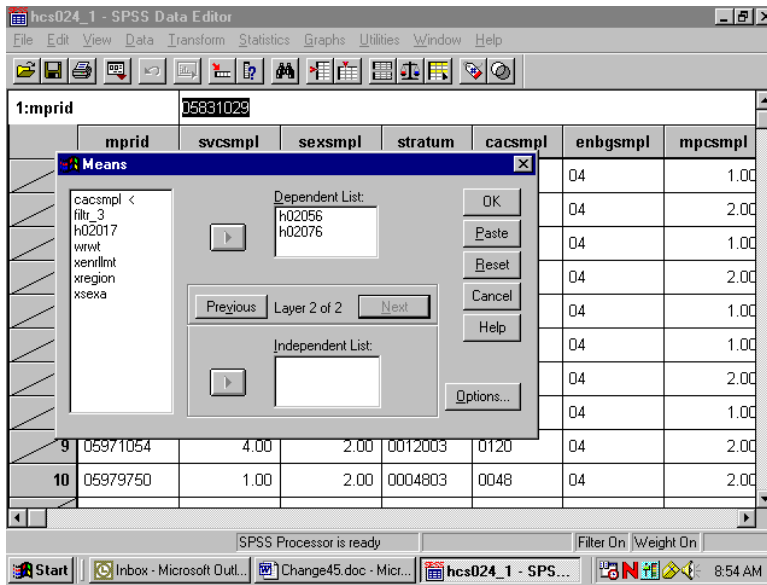 hcs024_1 - SPSS Data Editor
File Edit View Data Transform Statistics Graphs Utilities Window Help
1:mprid 05831029
mprid svcsmpl sexsmpl stratum cacsmpl enbgsmpl mpcsmpl
Means
cacsmpl <
filtr_3
h02017
wrwt
xenrllmt
xregion
xsexa
Dependent List:
h02056
h02076
Previous Layer 2 of 2 Next
Independent List:
OK
Paste
Reset
Cancel
Help
Options...
04 1.00
04 2.00
04 1.00
04 2.00
04 1.00
04 1.00
04 2.00
04 1.00
9 05971054 4.00 2.00 0012003 0120 04 2.00
10 05979750 1.00 2.00 0004803 0048 04 2.00
SPSS Processor is ready Filter On Weight On
Start Inbox - Microsoft Outl... Change45.doc - Micr... hcs024_1 - SPS... 8:54 AM